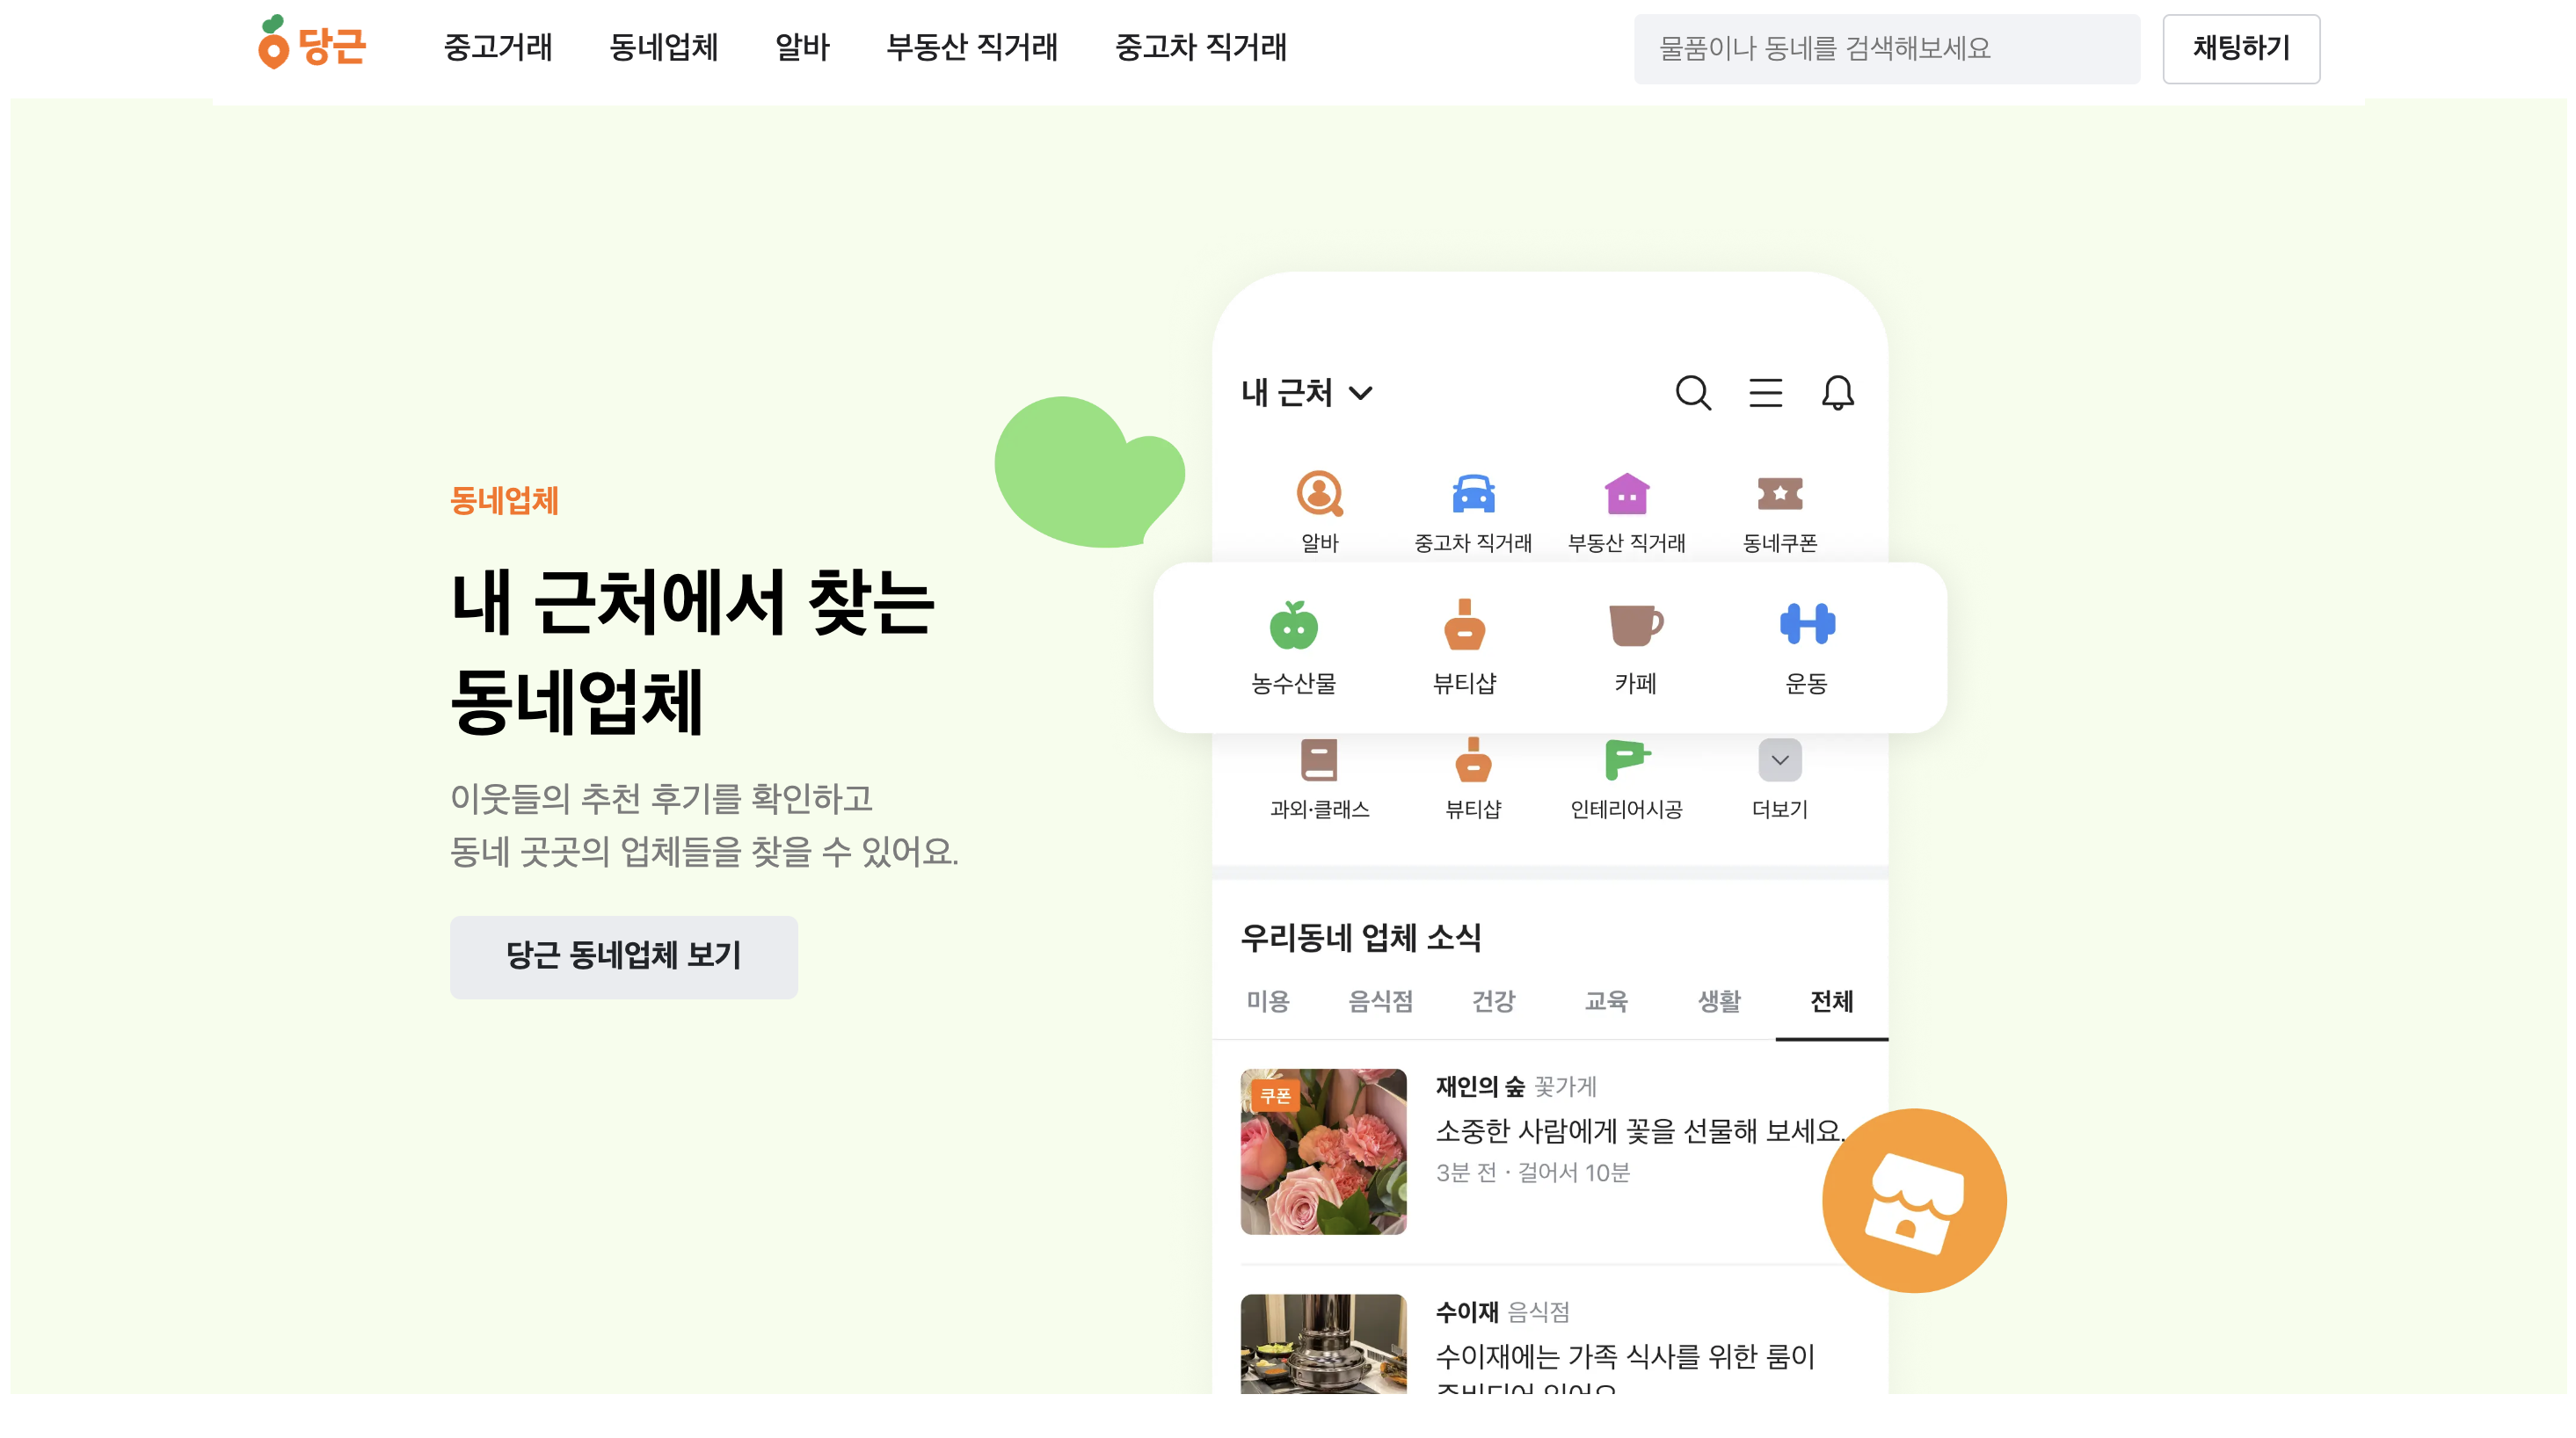 당근
중고거래 동네업체 알바 부동산 직거래 중고차 직거래
물품이나 동네를 검색해보세요
채팅하기
동네업체
내 근처에서 찾는
동네업체
이웃들의 추천 후기를 확인하고
동네 곳곳의 업체들을 찾을 수 있어요.
당근 동네업체 보기
내 근처
알바 중고차 직거래 부동산 직거래 동네쿠폰
농수산물 뷰티샵 카페 운동
과외·클래스 뷰티샵 인테리어시공 더보기
우리동네 업체 소식
미용 음식점 건강 교육 생활 전체
쿠폰
재인의 숲 꽃가게
소중한 사람에게 꽃을 선물해 보세요.
3분 전 · 걸어서 10분
수이재 음식점
수이재에는 가족 식사를 위한 룸이